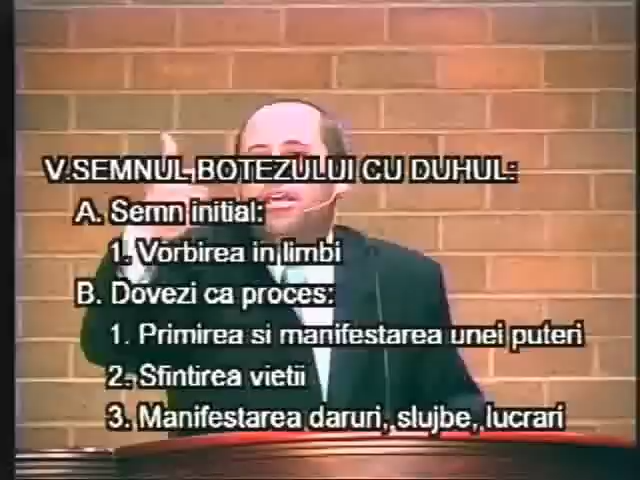 V.SEMNUL BOTEZULUI CU DUHUL:
A. Semn initial:
1. Vorbirea in limbi
B. Dovezi ca proces:
1. Primirea si manifestarea unei puteri
2. Sfintirea vietii
3. Manifestarea daruri, slujbe, lucrari